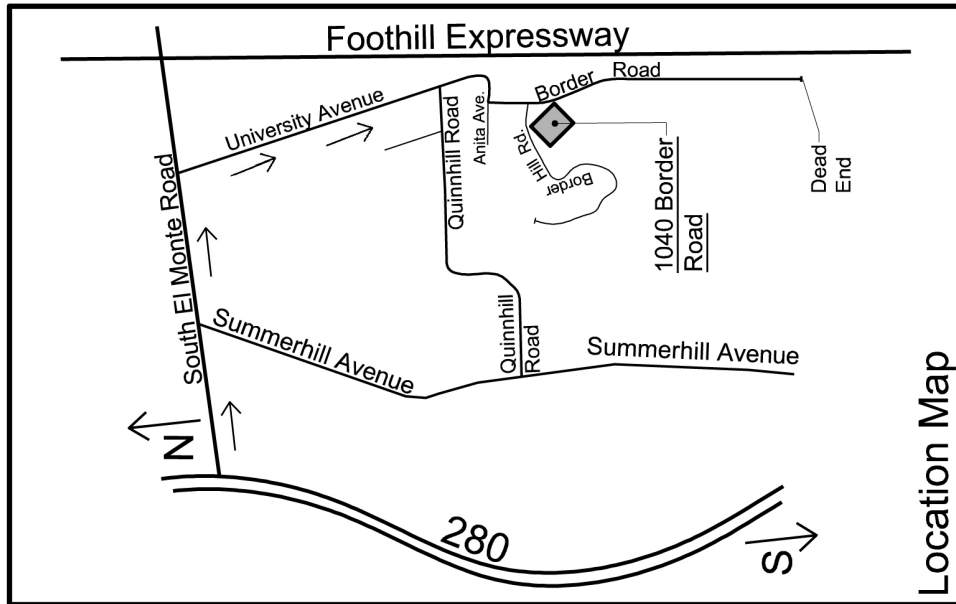 Foothill Expressway
Border Road
University Avenue
Anita Ave.
Quinnhill Road
Hill Rd.
Border
1040 Border
Road
Dead
End
South El Monte Road
Summerhill Avenue
Quinnhill
Road
Summerhill Avenue
N
280
S
Location Map